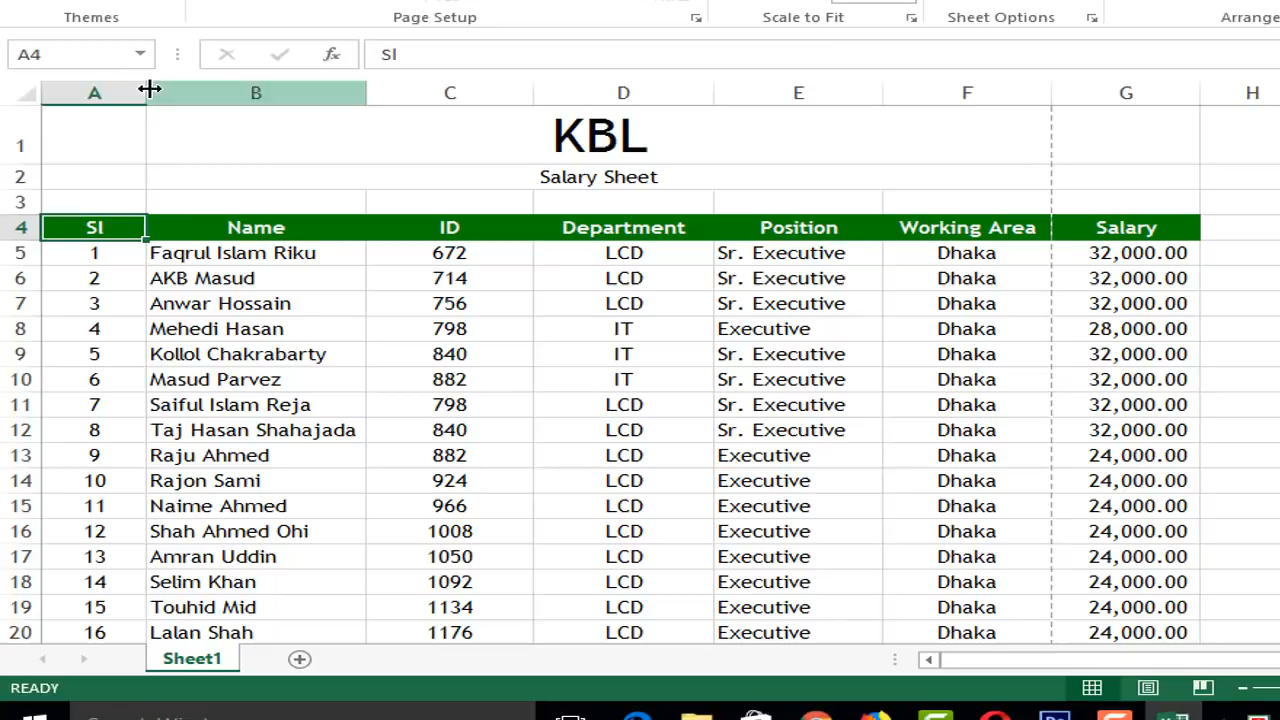 Themes Page Setup Scale to Fit Sheet Options Arrange
A4 fx Sl
A B C D E F G H
1 KBL
2 Salary Sheet
3
4 Sl Name ID Department Position Working Area Salary
5 1 Faqrul Islam Riku 672 LCD Sr. Executive Dhaka 32,000.00
6 2 AKB Masud 714 LCD Sr. Executive Dhaka 32,000.00
7 3 Anwar Hossain 756 LCD Sr. Executive Dhaka 32,000.00
8 4 Mehedi Hasan 798 IT Executive Dhaka 28,000.00
9 5 Kollol Chakrabarty 840 IT Sr. Executive Dhaka 32,000.00
10 6 Masud Parvez 882 IT Sr. Executive Dhaka 32,000.00
11 7 Saiful Islam Reja 798 LCD Sr. Executive Dhaka 32,000.00
12 8 Taj Hasan Shahajada 840 LCD Sr. Executive Dhaka 32,000.00
13 9 Raju Ahmed 882 LCD Executive Dhaka 24,000.00
14 10 Rajon Sami 924 LCD Executive Dhaka 24,000.00
15 11 Naime Ahmed 966 LCD Executive Dhaka 24,000.00
16 12 Shah Ahmed Ohi 1008 LCD Executive Dhaka 24,000.00
17 13 Amran Uddin 1050 LCD Executive Dhaka 24,000.00
18 14 Selim Khan 1092 LCD Executive Dhaka 24,000.00
19 15 Touhid Mid 1134 LCD Executive Dhaka 24,000.00
20 16 Lalan Shah 1176 LCD Executive Dhaka 24,000.00
Sheet1
READY